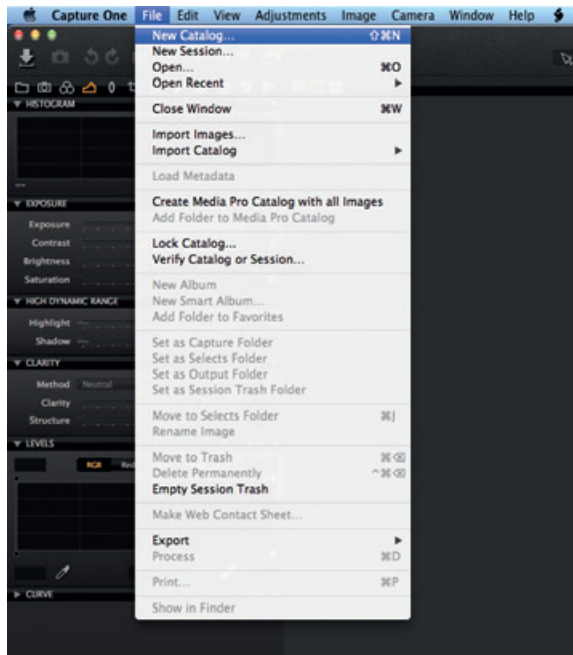 Capture One File Edit View Adjustments Image Camera Window Help
New Catalog... ⇧⌘N
New Session...
Open... ⌘O
Open Recent ▶
Close Window ⌘W
Import Images...
Import Catalog ▶
Load Metadata
Create Media Pro Catalog with all Images
Add Folder to Media Pro Catalog
Lock Catalog...
Verify Catalog or Session...
New Album
New Smart Album...
Add Folder to Favorites
Set as Capture Folder
Set as Selects Folder
Set as Output Folder
Set as Session Trash Folder
Move to Selects Folder ⌘J
Rename Image
Move to Trash ⌘⌫
Delete Permanently ^⌘⌫
Empty Session Trash
Make Web Contact Sheet...
Export ▶
Process ⌘D
Print... ⌘P
Show in Finder
HISTOGRAM
--
EXPOSURE
Exposure
Contrast
Brightness
Saturation
HIGH DYNAMIC RANGE
Highlight
Shadow
CLARITY
Method Neutral
Clarity
Structure
LEVELS
RGB Red
CURVE